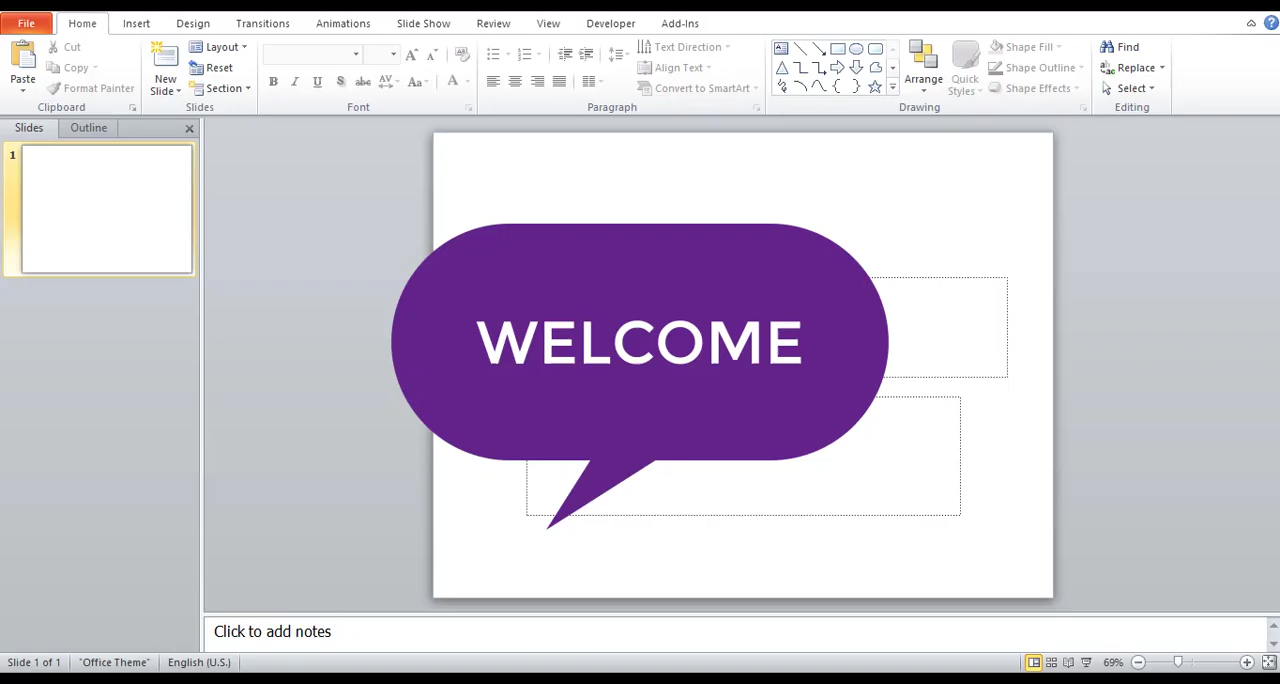 File Home Insert Design Transitions Animations Slide Show Review View Developer Add-Ins
Paste
Cut
Copy
Format Painter
Clipboard
New
Slide
Layout
Reset
Section
Slides
B I U S abc AV Aa A
Font
Text Direction
Align Text
Convert to SmartArt
Paragraph
Arrange
Quick
Styles
Shape Fill
Shape Outline
Shape Effects
Drawing
Find
Replace
Select
Editing
Slides Outline
1
WELCOME
Click to add notes
Slide 1 of 1 "Office Theme" English (U.S.) 69%